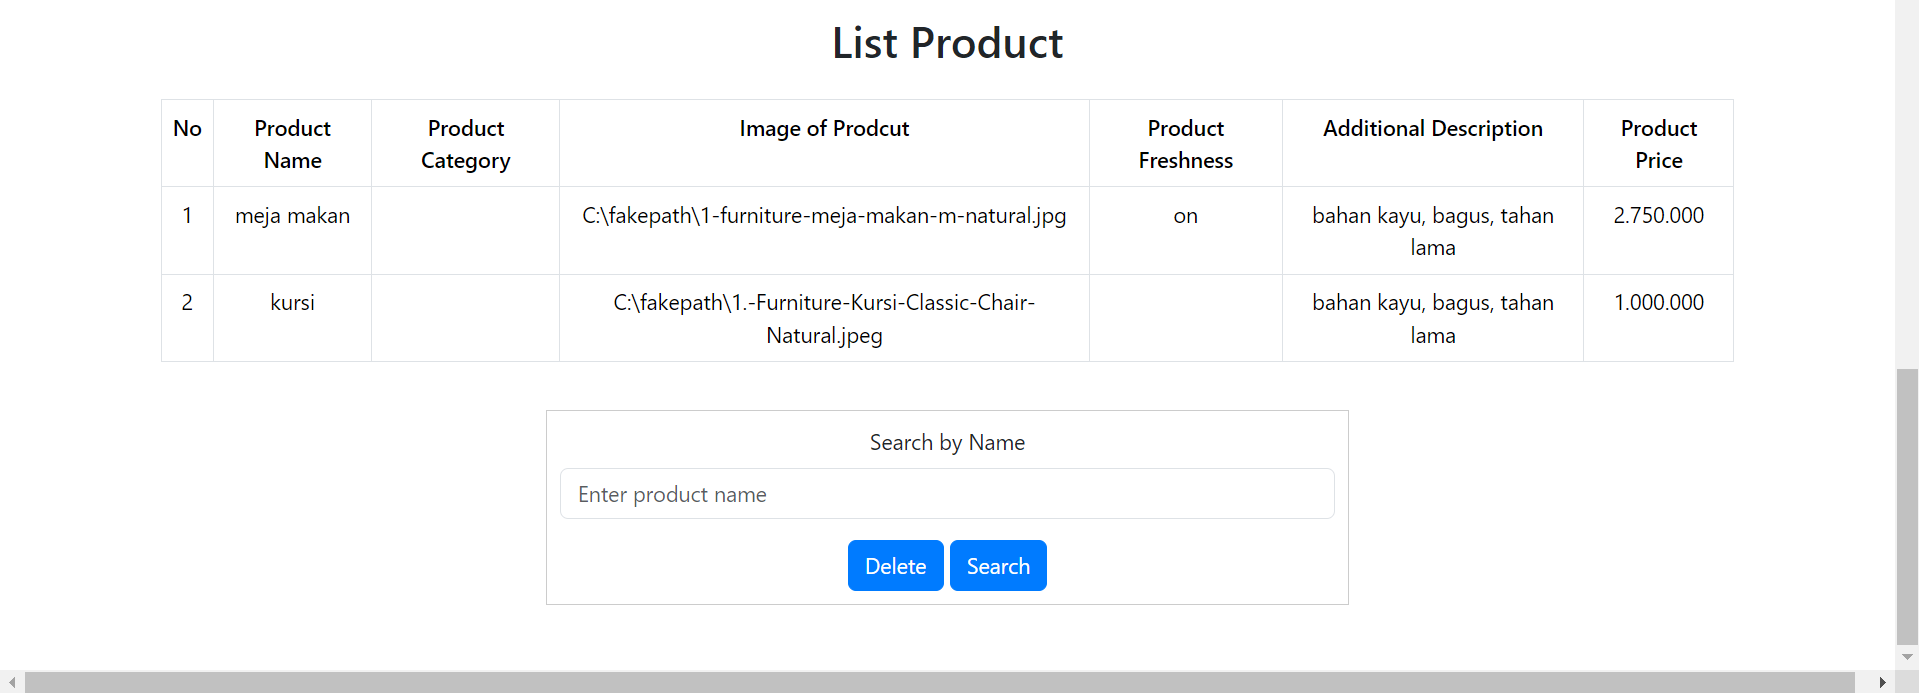 List Product
No Product Name Product Category Image of Prodcut Product Freshness Additional Description Product Price
1 meja makan C:\fakepath\1-furniture-meja-makan-m-natural.jpg on bahan kayu, bagus, tahan lama 2.750.000
2 kursi C:\fakepath\1.-Furniture-Kursi-Classic-Chair-Natural.jpeg bahan kayu, bagus, tahan lama 1.000.000
Search by Name
Enter product name
Delete Search